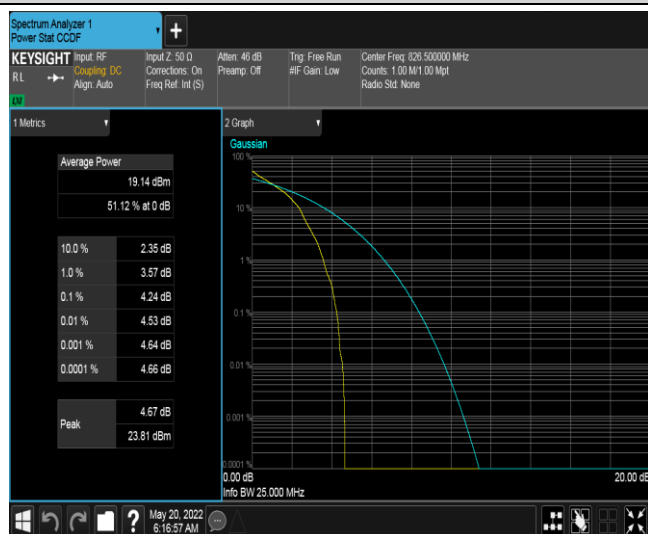 Spectrum Analyzer 1
Power Stat CCDF
+
KEYSIGHT
RL
LXI
Input: RF
Coupling: DC
Align: Auto
Input Z: 50 Ω
Corrections: On
Freq Ref: Int (S)
Atten: 46 dB
Preamp: Off
Trig: Free Run
#IF Gain: Low
Center Freq: 826.500000 MHz
Counts: 1.00 M/1.00 Mpt
Radio Std: None
1 Metrics
Average Power
19.14 dBm
51.12 % at 0 dB
10.0 % 2.35 dB
1.0 % 3.57 dB
0.1 % 4.24 dB
0.01 % 4.53 dB
0.001 % 4.64 dB
0.0001 % 4.66 dB
Peak
4.67 dB
23.81 dBm
2 Graph
Gaussian
100 %
10 %
1 %
0.1 %
0.01 %
0.001 %
0.0001 %
0.00 dB
20.00 dB
Info BW 25.000 MHz
?
May 20, 2022
6:16:57 AM